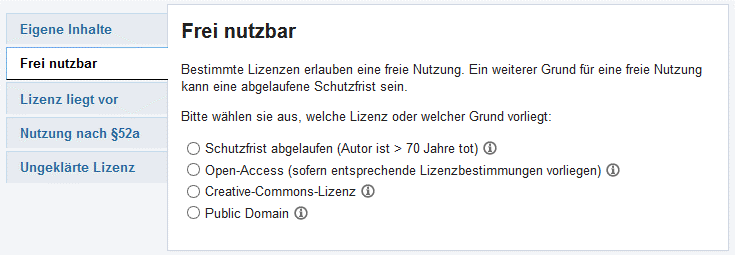 Eigene Inhalte
Frei nutzbar
Lizenz liegt vor
Nutzung nach §52a
Ungeklärte Lizenz
Frei nutzbar
Bestimmte Lizenzen erlauben eine freie Nutzung. Ein weiterer Grund für eine freie Nutzung
kann eine abgelaufene Schutzfrist sein.
Bitte wählen sie aus, welche Lizenz oder welcher Grund vorliegt:
Schutzfrist abgelaufen (Autor ist > 70 Jahre tot)
Open-Access (sofern entsprechende Lizenzbestimmungen vorliegen)
Creative-Commons-Lizenz
Public Domain